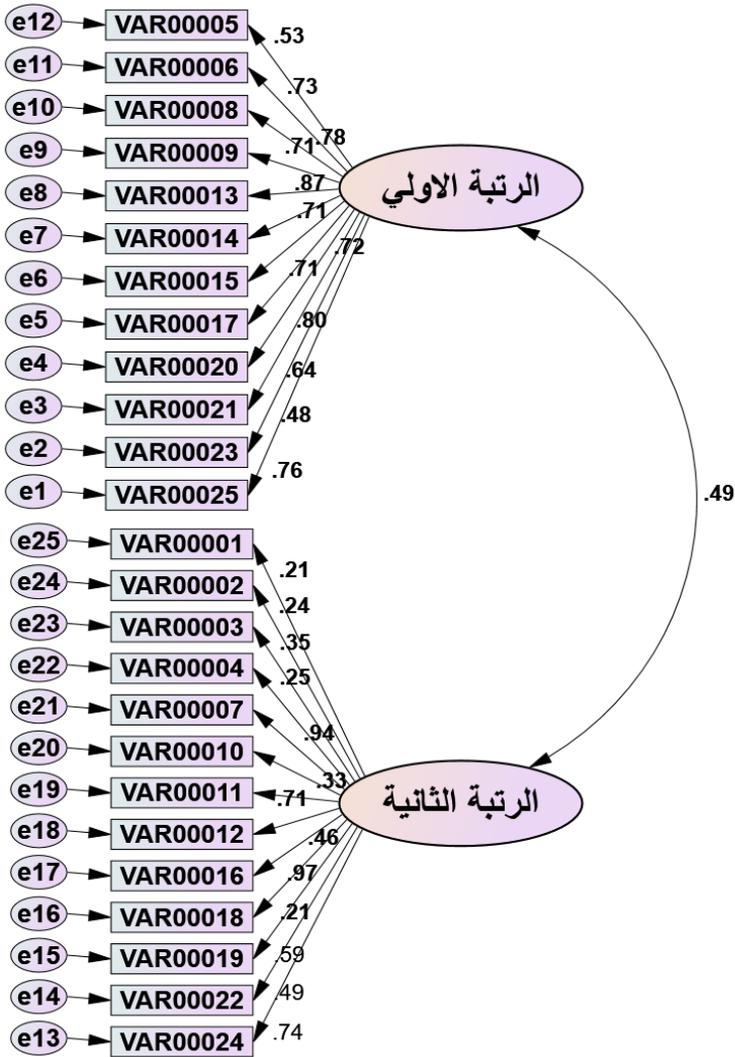 e12 VAR00005 .53
e11 VAR00006 .73
e10 VAR00008 .71 .78
e9 VAR00009
الرتبة الاولي
e8 VAR00013 .87
e7 VAR00014 .71
.72
e6 VAR00015 .71
e5 VAR00017 .80
e4 VAR00020 .64
e3 VAR00021 .48
e2 VAR00023
e1 VAR00025 .76
.49
e25 VAR00001 .21
e24 VAR00002 .24
e23 VAR00003 .35
e22 VAR00004 .25
e21 VAR00007 .94
e20 VAR00010 .33
e19 VAR00011 .71
الرتبة الثانية
e18 VAR00012 .46
e17 VAR00016 .97
e16 VAR00018 .21
e15 VAR00019 .59
e14 VAR00022 .49
e13 VAR00024 .74